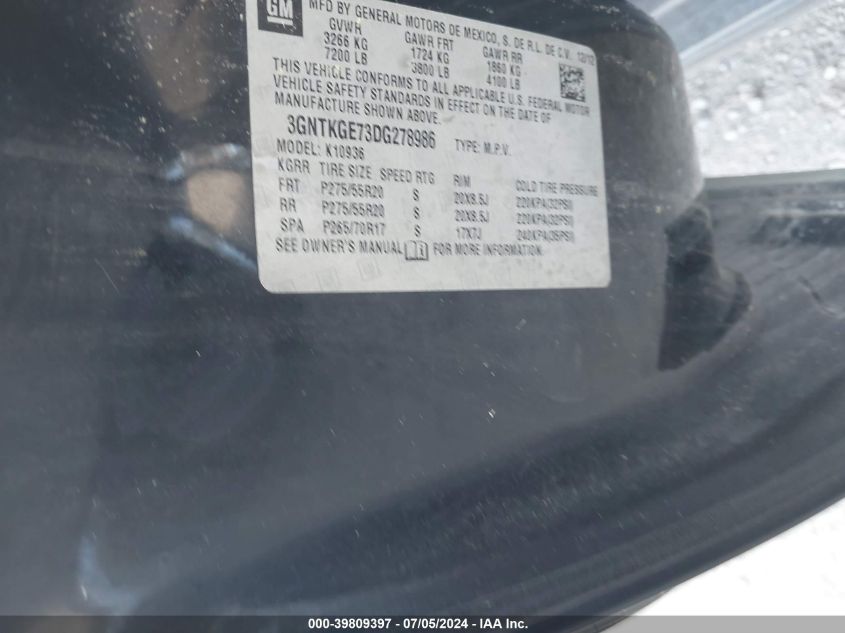 GM
MFD BY GENERAL MOTORS DE MEXICO, S. DE R.L. DE C.V. 12/12
GVWH GAWR FRT GAWR RR
3266 KG 1724 KG 1860 KG
7200 LB 3800 LB 4100 LB
THIS VEHICLE CONFORMS TO ALL APPLICABLE U.S. FEDERAL MOTOR
VEHICLE SAFETY STANDARDS IN EFFECT ON THE DATE OF
MANUFACTURE SHOWN ABOVE.
3GNTKGE73DG278986 TYPE: M.P.V.
MODEL: K10936
KGRR TIRE SIZE SPEED RTG RIM COLD TIRE PRESSURE
FRT P275/55R20 S 20X8.5J 220KPA(32PSI)
RR P275/55R20 S 20X8.5J 220KPA(32PSI)
SPA P265/70R17 S 17X7J 240KPA(35PSI)
SEE OWNER'S MANUAL FOR MORE INFORMATION.
000-39809397 - 07/05/2024 - IAA Inc.